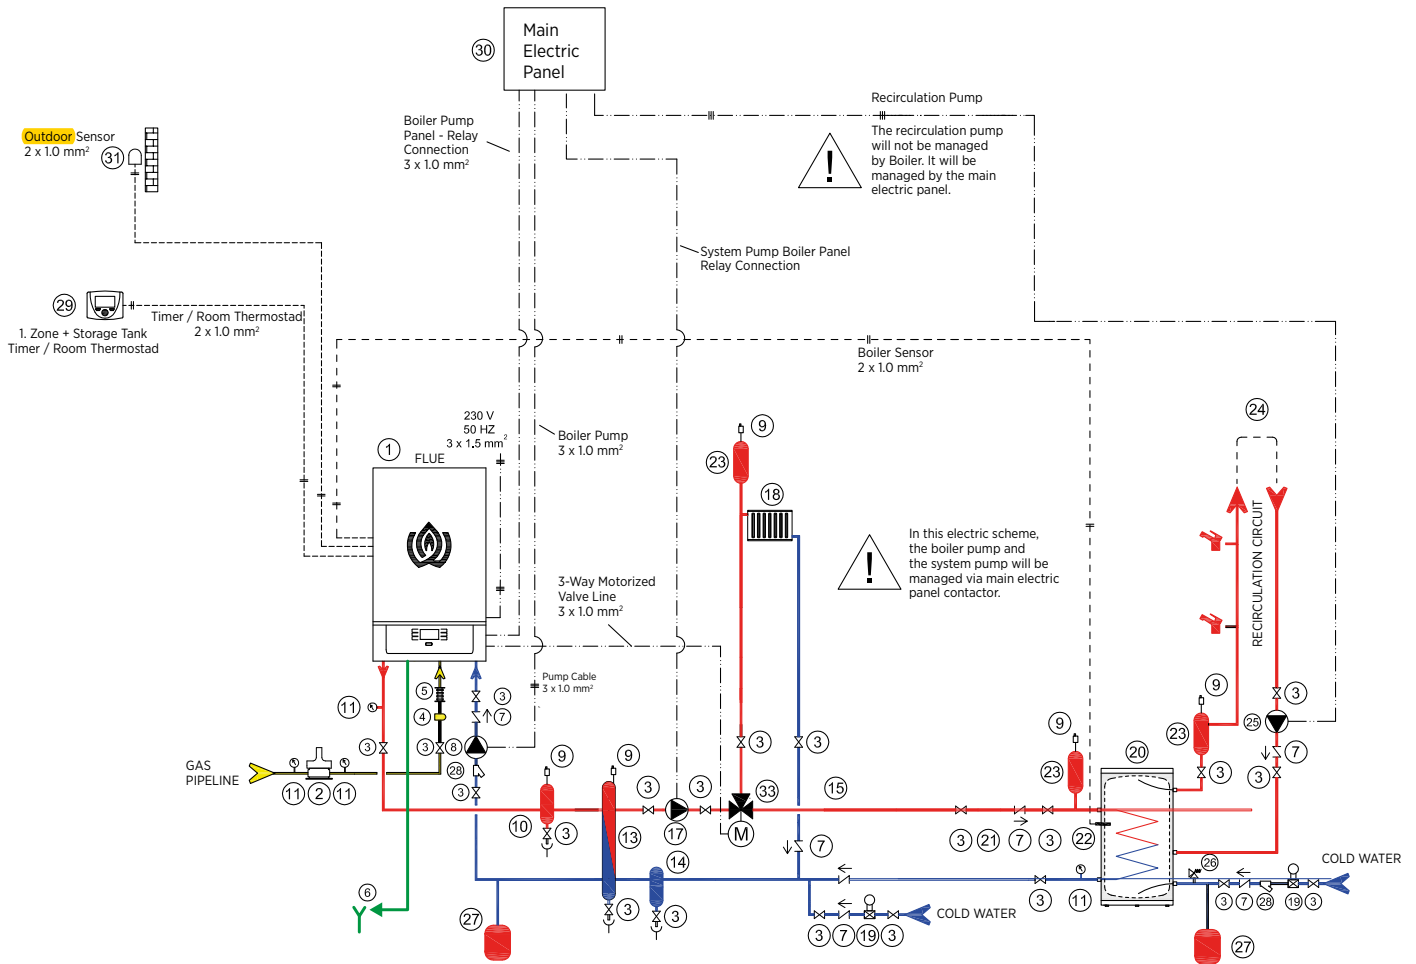 Main
Electric
Panel
30
Recirculation Pump
The recirculation pump
will not be managed
by Boiler. It will be
managed by the main
electric panel.
!
Boiler Pump
Panel - Relay
Connection
3 x 1.0 mm²
Outdoor Sensor
2 x 1.0 mm²
31
System Pump Boiler Panel
Relay Connection
29
1. Zone + Storage Tank
Timer / Room Thermostad
Timer / Room Thermostad
2 x 1.0 mm²
Boiler Sensor
2 x 1.0 mm²
230 V
50 HZ
3 x 1.5 mm²
Boiler Pump
3 x 1.0 mm²
1
FLUE
9
23
18
24
RECIRCULATION CIRCUIT
In this electric scheme,
the boiler pump and
the system pump will be
managed via main electric
panel contactor.
!
3-Way Motorized
Valve Line
3 x 1.0 mm²
Pump Cable
3 x 1.0 mm²
5
3
11
4
7
3
3
8
28
3
GAS
PIPELINE
11
2
11
9
9
10
3
13
3
3
17
3
3
33
M
15
7
9
23
3
21
7
3
22
20
9
23
3
3
25
7
3
14
3
3
6
27
3
11
26
3
7
28
19
3
COLD WATER
27
3
7
19
3
COLD WATER